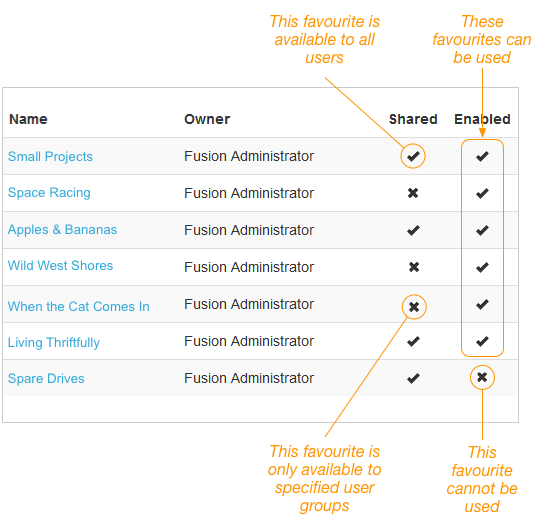 This favourite is
available to all
users
These
favourites can
be used
Name Owner Shared Enabled
Small Projects Fusion Administrator
Space Racing Fusion Administrator
Apples & Bananas Fusion Administrator
Wild West Shores Fusion Administrator
When the Cat Comes In Fusion Administrator
Living Thriftfully Fusion Administrator
Spare Drives Fusion Administrator
This favourite is
only available to
specified user
groups
This
favourite
cannot be
used